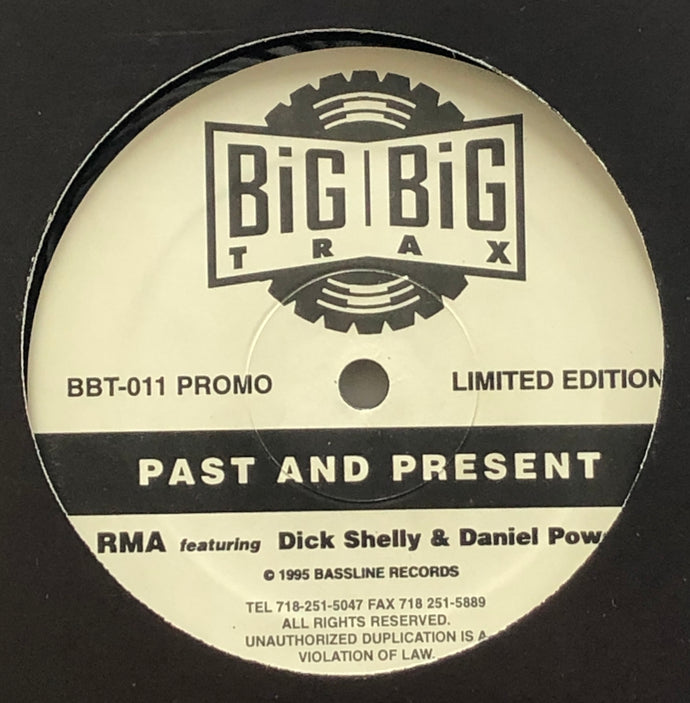 BiG BiG
TRAX
BBT-011 PROMO LIMITED EDITION
PAST AND PRESENT
RMA featuring Dick Shelly & Daniel Pow
© 1995 BASSLINE RECORDS
TEL 718-251-5047 FAX 718 251-5889
ALL RIGHTS RESERVED.
UNAUTHORIZED DUPLICATION IS A
VIOLATION OF LAW.